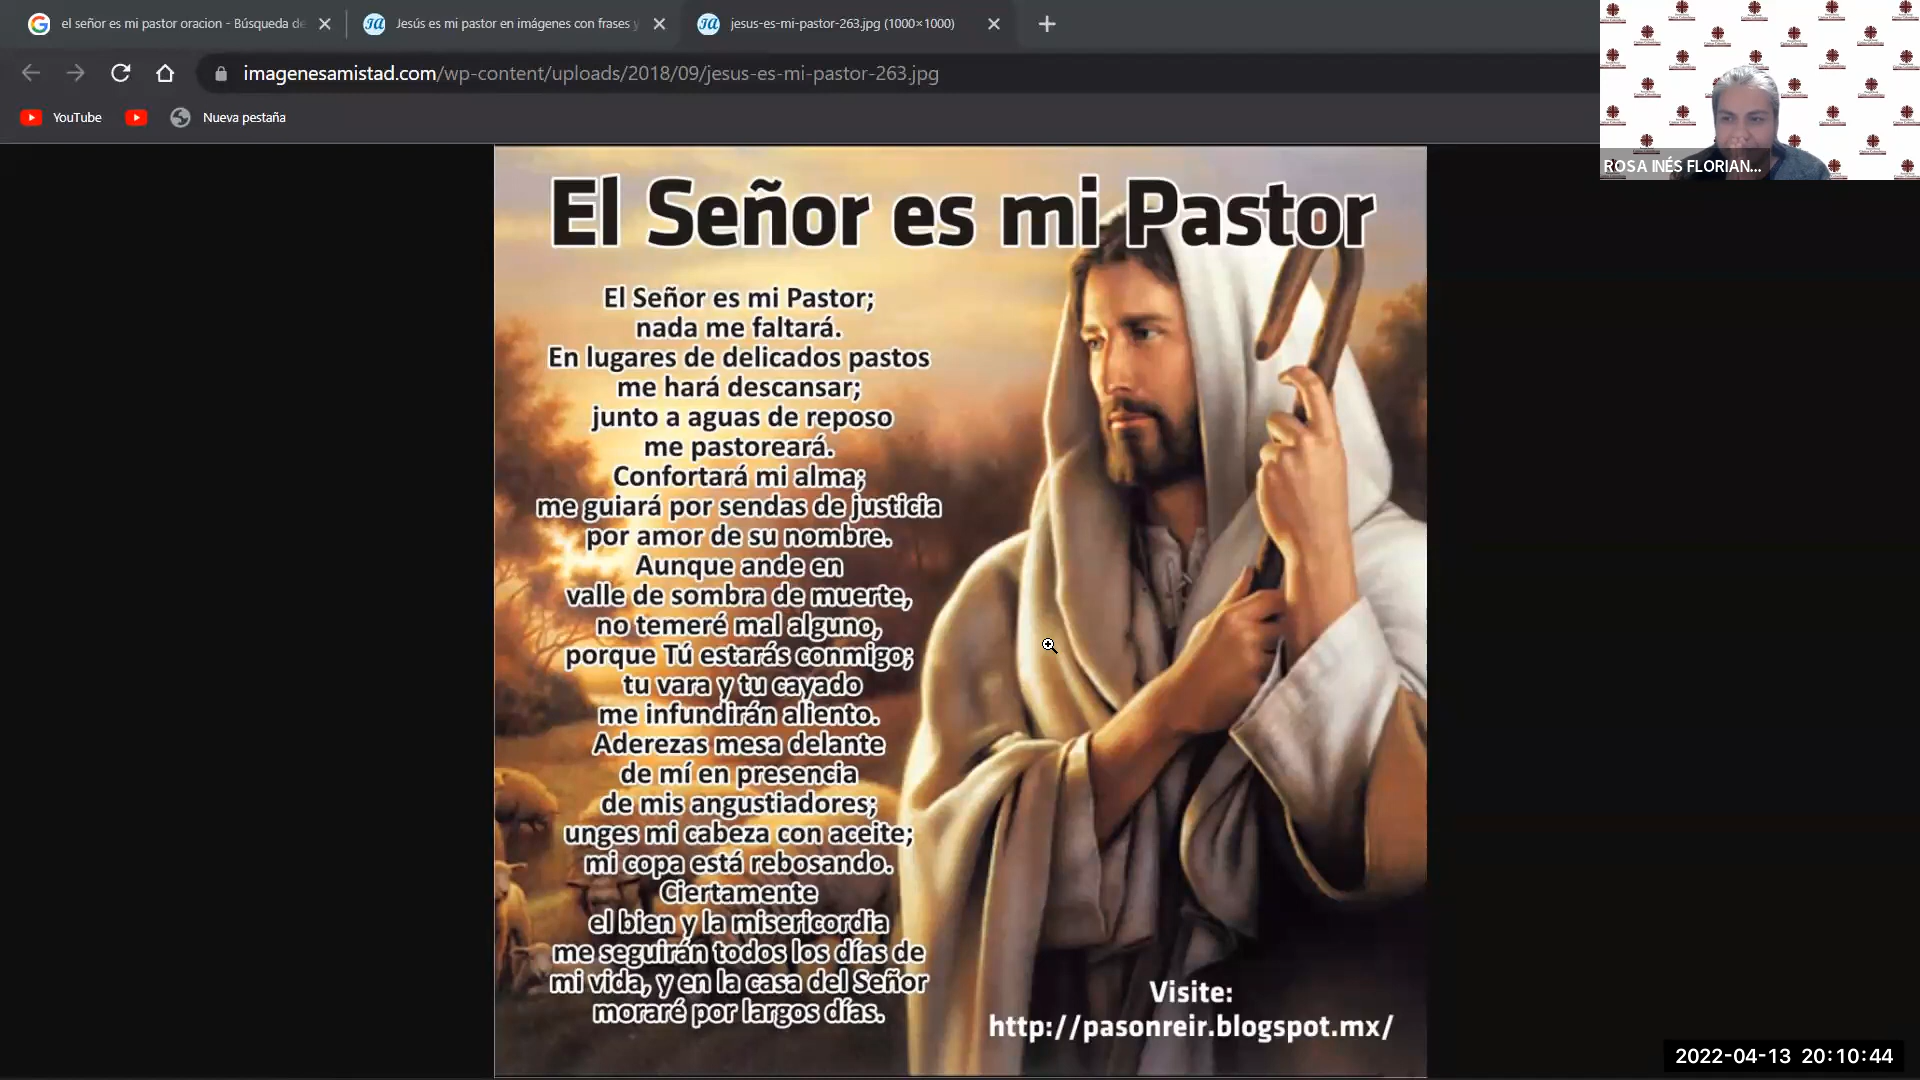 el señor es mi pastor oracion - Búsqueda de
Jesús es mi pastor en imágenes con frases y
jesus-es-mi-pastor-263.jpg (1000×1000)
imagenesamistad.com/wp-content/uploads/2018/09/jesus-es-mi-pastor-263.jpg
YouTube
Nueva pestaña
ROSA INÉS FLORIAN...
El Señor es mi Pastor
El Señor es mi Pastor;
nada me faltará.
En lugares de delicados pastos
me hará descansar;
junto a aguas de reposo
me pastoreará.
Confortará mi alma;
me guiará por sendas de justicia
por amor de su nombre.
Aunque ande en
valle de sombra de muerte,
no temeré mal alguno,
porque Tú estarás conmigo;
tu vara y tu cayado
me infundirán aliento.
Aderezas mesa delante
de mí en presencia
de mis angustiadores;
unges mi cabeza con aceite;
mi copa está rebosando.
Ciertamente
el bien y la misericordia
me seguirán todos los días de
mi vida, y en la casa del Señor
moraré por largos días.
Visite:
http://pasonreir.blogspot.mx/
2022-04-13 20:10:44